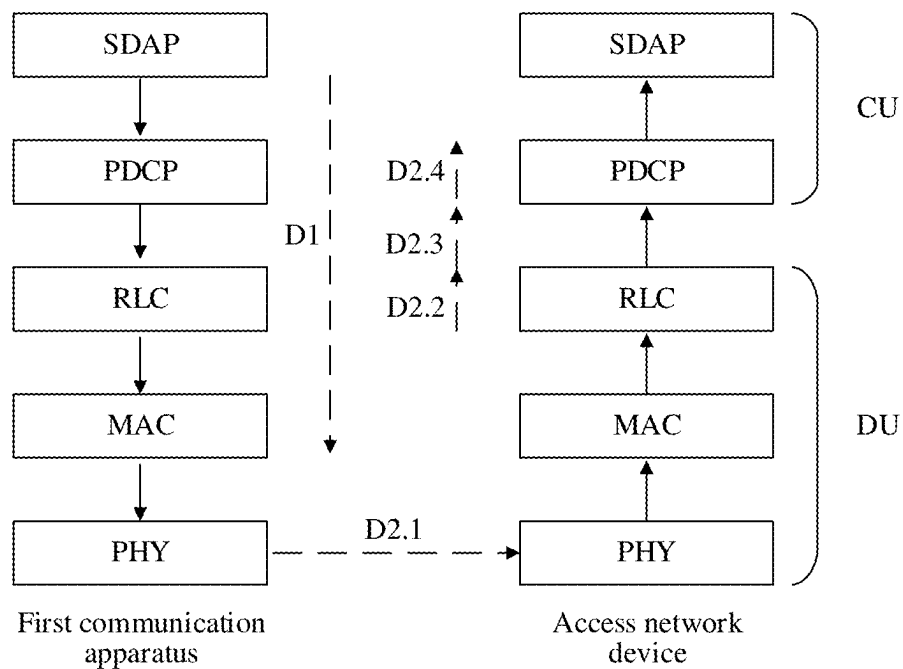 SDAP
SDAP
CU
PDCP
D2.4
PDCP
D1
D2.3
RLC
D2.2
RLC
MAC
MAC
DU
D2.1
PHY
PHY
First communication
apparatus
Access network
device